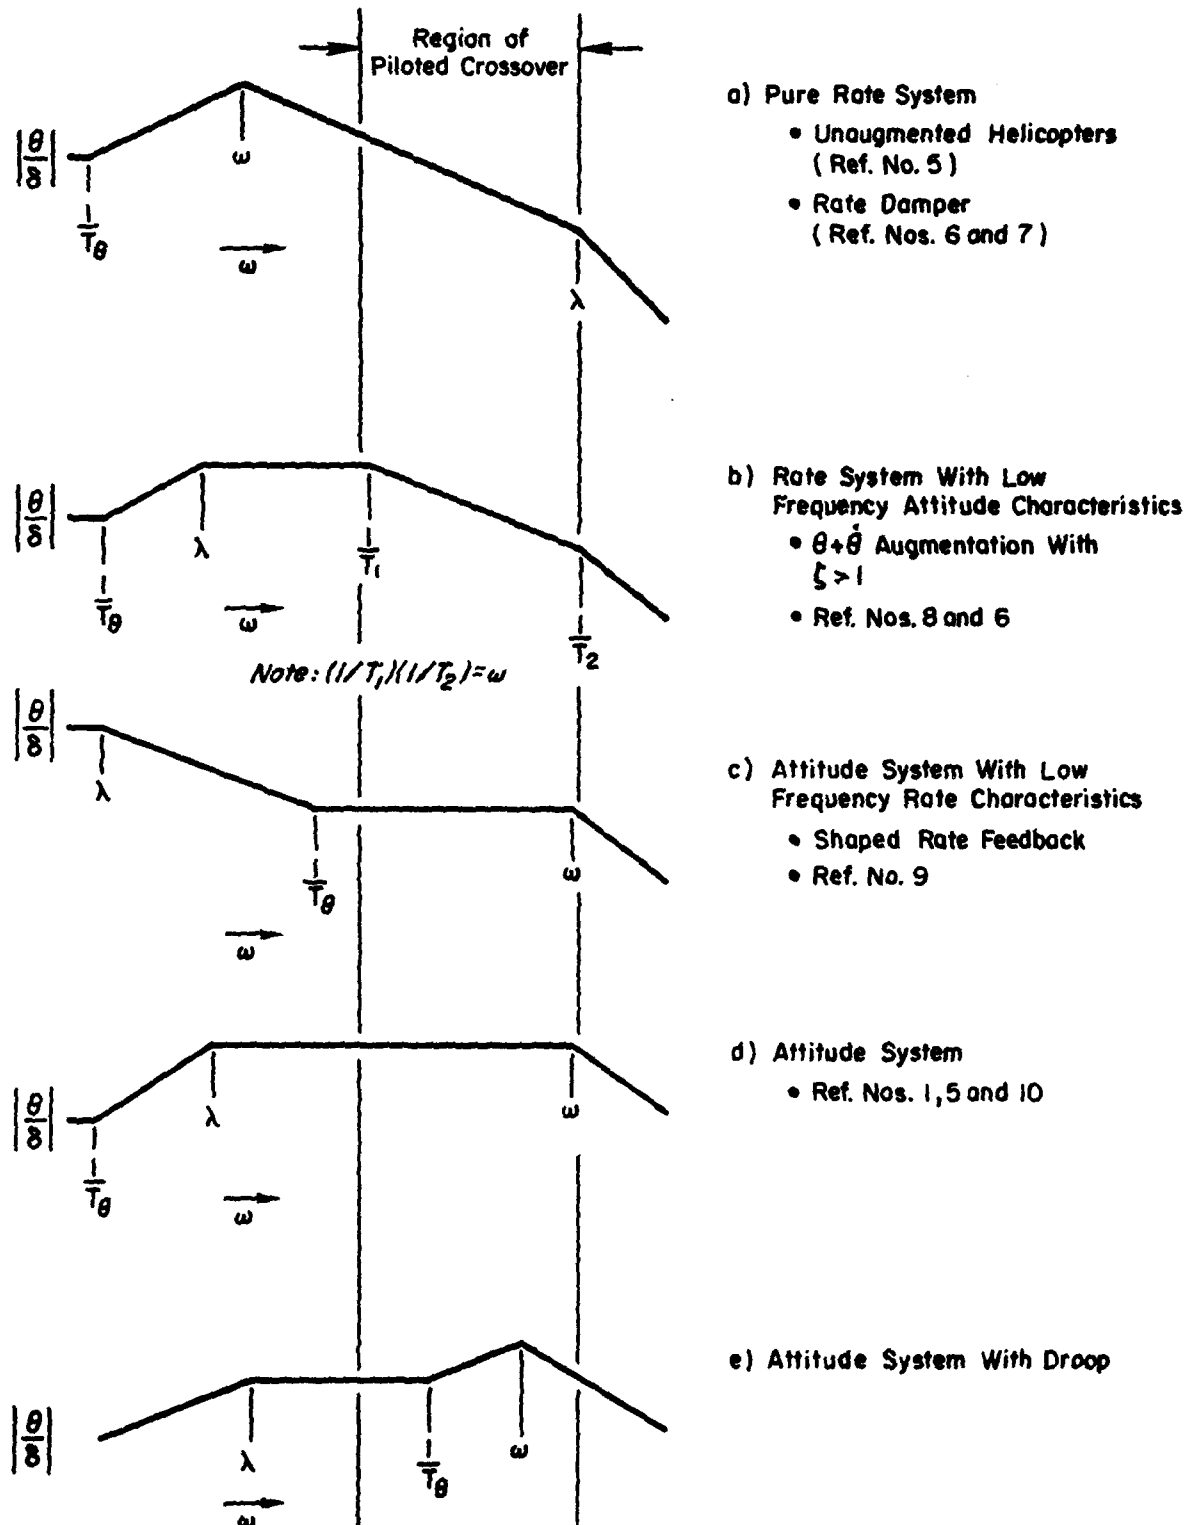 Region of
Piloted Crossover
|θ/δ|
1/Tθ
ω
ω
λ
a) Pure Rate System
• Unaugmented Helicopters
(Ref. No. 5)
• Rate Damper
(Ref. Nos. 6 and 7)
|θ/δ|
1/Tθ
λ
ω
1/T1
1/T2
Note: (1/T1)(1/T2)=ω
b) Rate System With Low
Frequency Attitude Characteristics
• θ+θ̇ Augmentation With
ζ>1
• Ref. Nos. 8 and 6
|θ/δ|
λ
1/Tθ
ω
ω
c) Attitude System With Low
Frequency Rate Characteristics
• Shaped Rate Feedback
• Ref. No. 9
|θ/δ|
1/Tθ
λ
ω
ω
d) Attitude System
• Ref. Nos. 1, 5 and 10
|θ/δ|
λ
1/Tθ
ω
ω
e) Attitude System With Droop